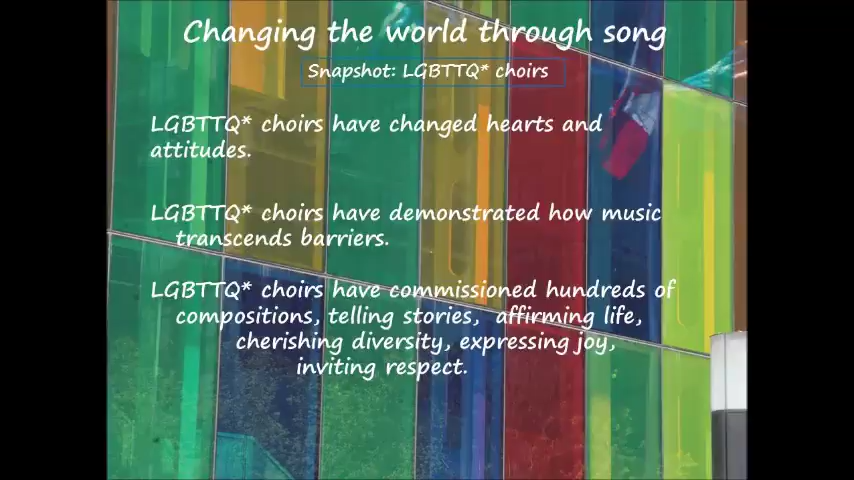 Changing the world through song
Snapshot: LGBTTQ* choirs
LGBTTQ* choirs have changed hearts and
attitudes.
LGBTTQ* choirs have demonstrated how music
transcends barriers.
LGBTTQ* choirs have commissioned hundreds of
compositions, telling stories, affirming life,
cherishing diversity, expressing joy,
inviting respect.